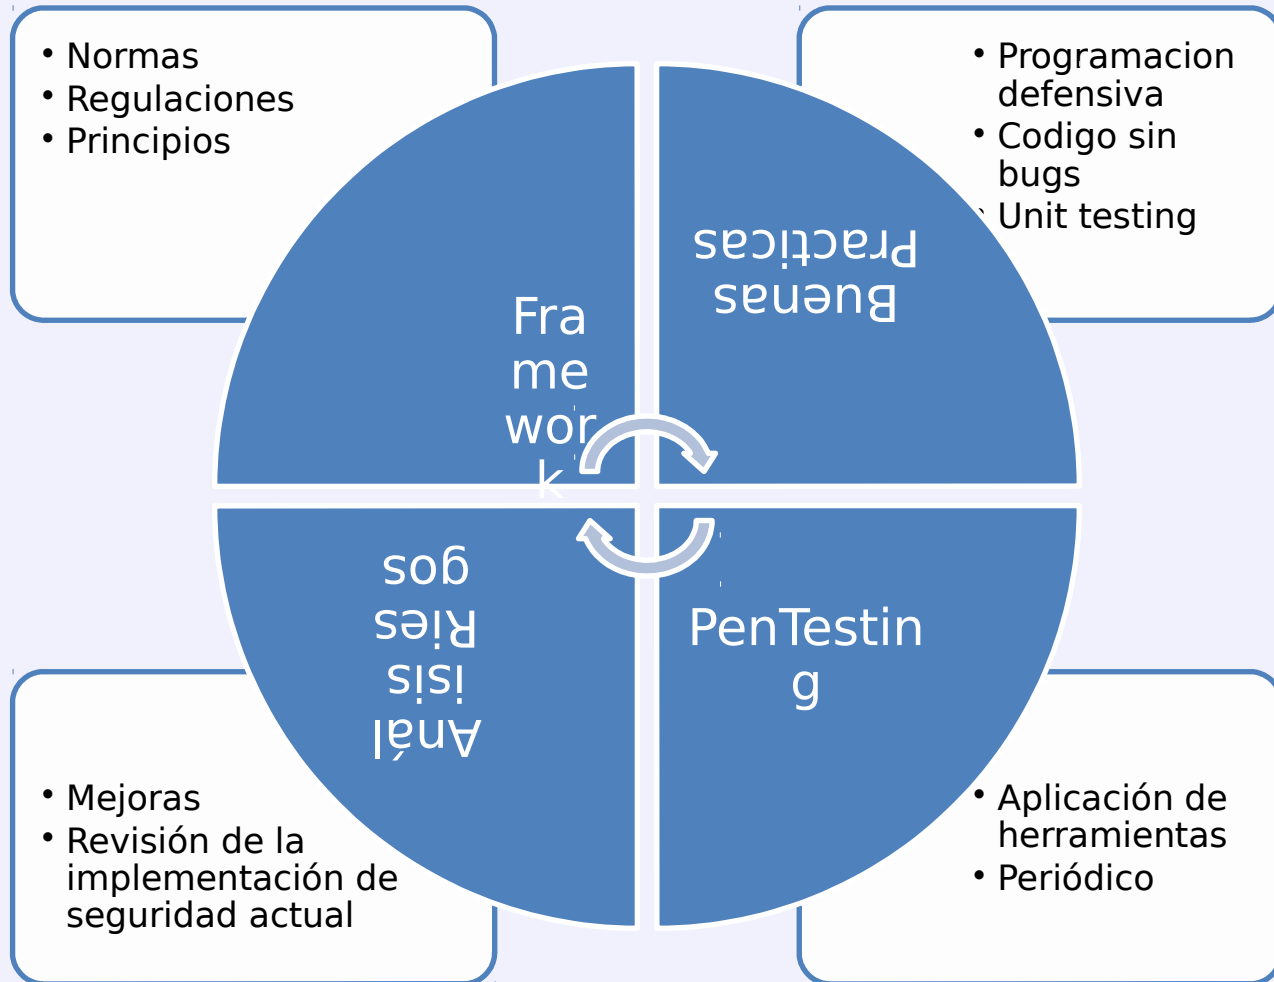 • Normas
• Regulaciones
• Principios
• Programacion
defensiva
• Codigo sin
bugs
• Unit testing
Fra
me
wor
k
Buenas
Practicas
Anál
isis
Ries
gos
PenTestin
g
• Mejoras
• Revisión de la
implementación de
seguridad actual
• Aplicación de
herramientas
• Periódico